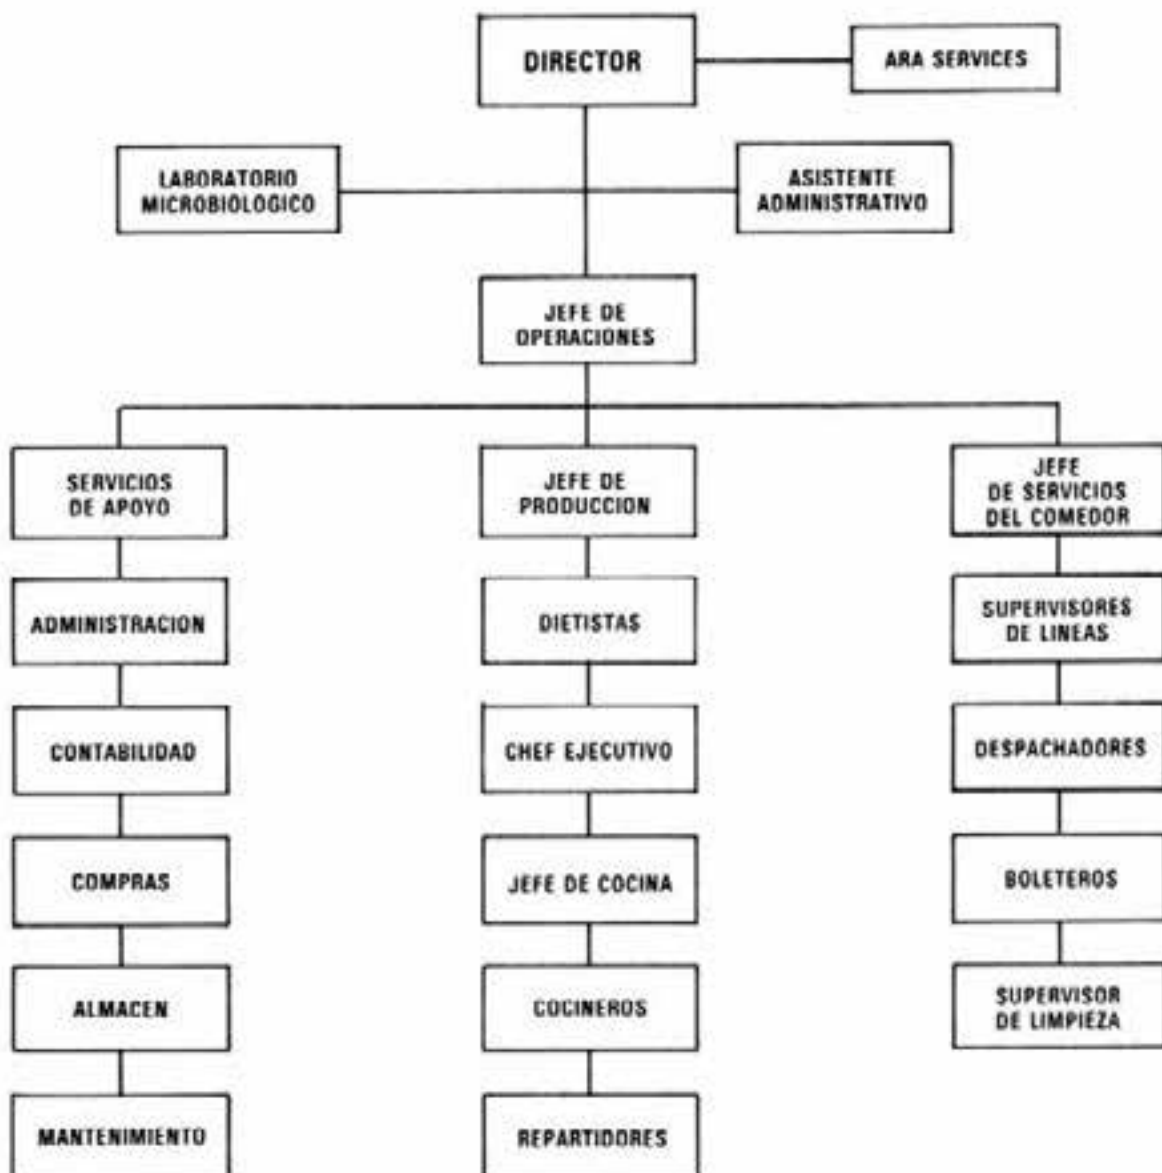 DIRECTOR
ARA SERVICES
LABORATORIO
MICROBIOLOGICO
ASISTENTE
ADMINISTRATIVO
JEFE DE
OPERACIONES
SERVICIOS
DE APOYO
JEFE DE
PRODUCCION
JEFE
DE SERVICIOS
DEL COMEDOR
ADMINISTRACION
DIETISTAS
SUPERVISORES
DE LINEAS
CONTABILIDAD
CHEF EJECUTIVO
DESPACHADORES
COMPRAS
JEFE DE COCINA
BOLETEROS
ALMACEN
COCINEROS
SUPERVISOR
DE LIMPIEZA
MANTENIMIENTO
REPARTIDORES